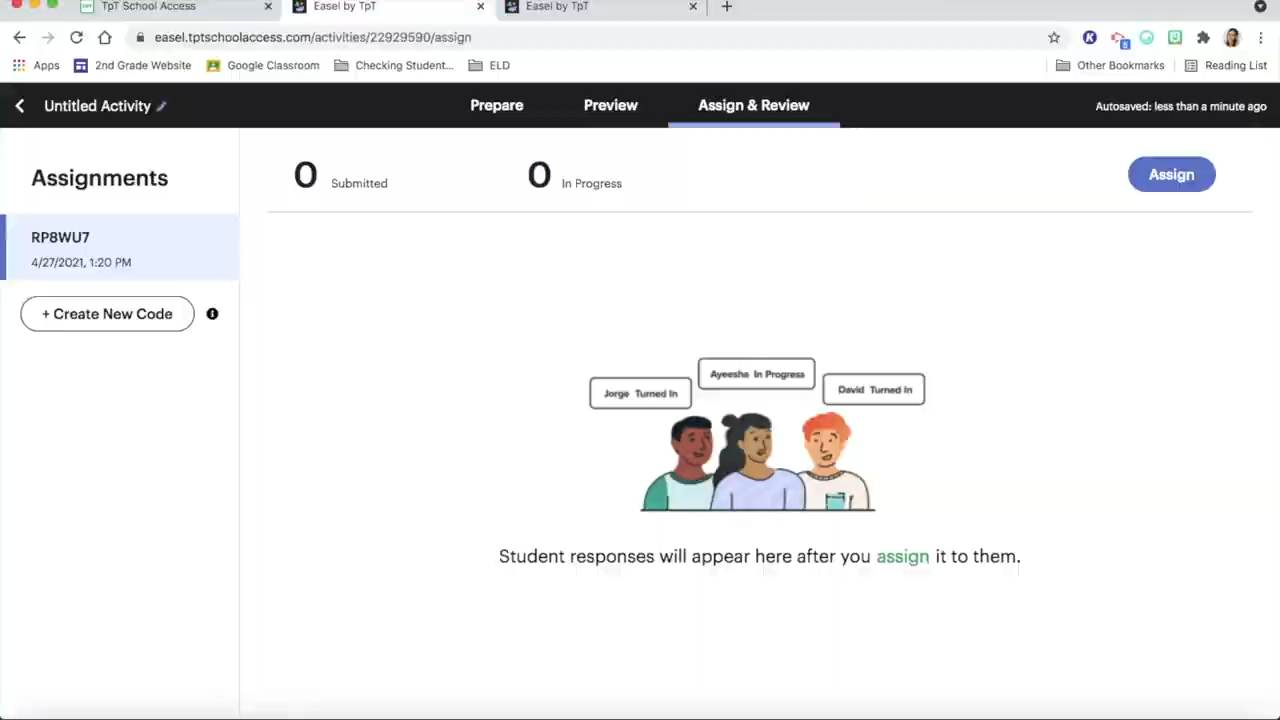 TpT School Access
Easel by TpT
Easel by TpT
easel.tptschoolaccess.com/activities/22929590/assign
Apps
2nd Grade Website
Google Classroom
Checking Student...
ELD
Other Bookmarks
Reading List
Untitled Activity
Prepare
Preview
Assign & Review
Autosaved: less than a minute ago
Assignments
0 Submitted
0 In Progress
Assign
RP8WU7
4/27/2021, 1:20 PM
+ Create New Code
Jorge Turned In
Ayeesha In Progress
David Turned In
Student responses will appear here after you assign it to them.